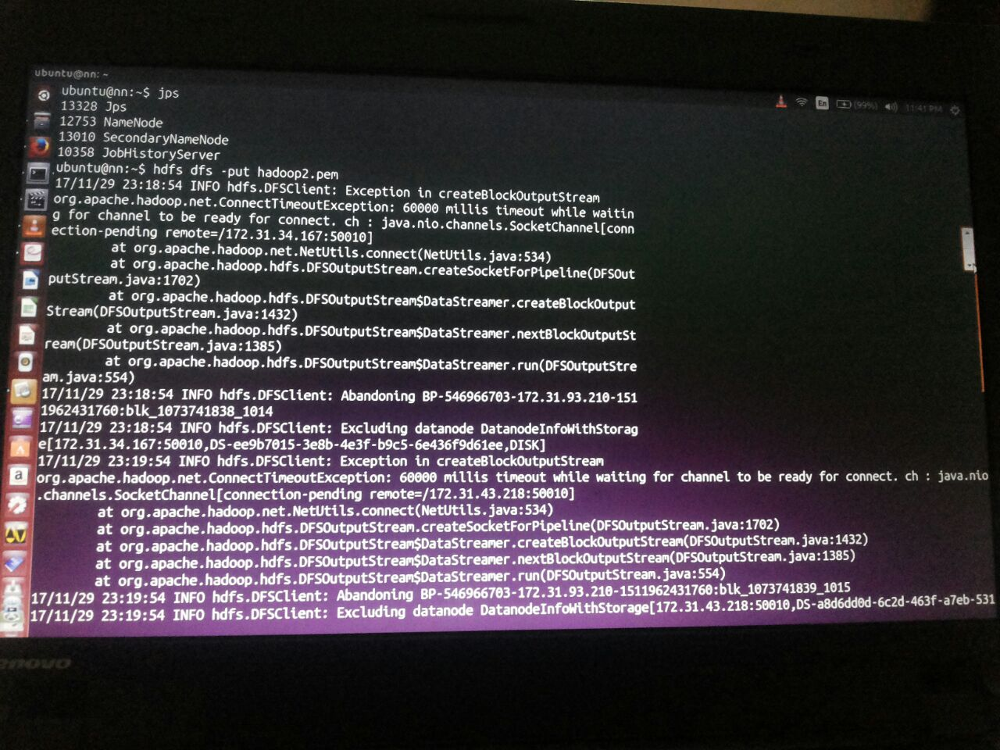 ubuntu@nn: ~
En (99%) 11:41 PM
ubuntu@nn:~$ jps
13328 Jps
12753 NameNode
13010 SecondaryNameNode
10358 JobHistoryServer
ubuntu@nn:~$ hdfs dfs -put hadoop2.pem
17/11/29 23:18:54 INFO hdfs.DFSClient: Exception in createBlockOutputStream
org.apache.hadoop.net.ConnectTimeoutException: 60000 millis timeout while waitin
g for channel to be ready for connect. ch : java.nio.channels.SocketChannel[conn
ection-pending remote=/172.31.34.167:50010]
at org.apache.hadoop.net.NetUtils.connect(NetUtils.java:534)
at org.apache.hadoop.hdfs.DFSOutputStream.createSocketForPipeline(DFSOut
putStream.java:1702)
at org.apache.hadoop.hdfs.DFSOutputStream$DataStreamer.createBlockOutput
Stream(DFSOutputStream.java:1432)
at org.apache.hadoop.hdfs.DFSOutputStream$DataStreamer.nextBlockOutputSt
ream(DFSOutputStream.java:1385)
at org.apache.hadoop.hdfs.DFSOutputStream$DataStreamer.run(DFSOutputStre
am.java:554)
17/11/29 23:18:54 INFO hdfs.DFSClient: Abandoning BP-546966703-172.31.93.210-151
1962431760:blk_1073741838_1014
17/11/29 23:18:54 INFO hdfs.DFSClient: Excluding datanode DatanodeInfoWithStorag
e[172.31.34.167:50010,DS-ee9b7015-3e8b-4e3f-b9c5-6e436f9d61ee,DISK]
17/11/29 23:19:54 INFO hdfs.DFSClient: Exception in createBlockOutputStream
org.apache.hadoop.net.ConnectTimeoutException: 60000 millis timeout while waiting for channel to be ready for connect. ch : java.nio
.channels.SocketChannel[connection-pending remote=/172.31.43.218:50010]
at org.apache.hadoop.net.NetUtils.connect(NetUtils.java:534)
at org.apache.hadoop.hdfs.DFSOutputStream.createSocketForPipeline(DFSOutputStream.java:1702)
at org.apache.hadoop.hdfs.DFSOutputStream$DataStreamer.createBlockOutputStream(DFSOutputStream.java:1432)
at org.apache.hadoop.hdfs.DFSOutputStream$DataStreamer.nextBlockOutputStream(DFSOutputStream.java:1385)
at org.apache.hadoop.hdfs.DFSOutputStream$DataStreamer.run(DFSOutputStream.java:554)
17/11/29 23:19:54 INFO hdfs.DFSClient: Abandoning BP-546966703-172.31.93.210-1511962431760:blk_1073741839_1015
17/11/29 23:19:54 INFO hdfs.DFSClient: Excluding datanode DatanodeInfoWithStorage[172.31.43.218:50010,DS-a8d6dd0d-6c2d-463f-a7eb-531
enovo